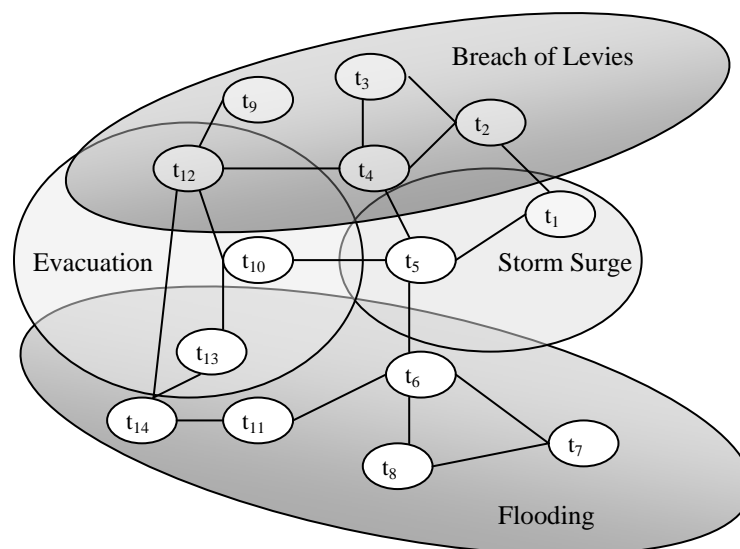 Breach of Levies
t3
t9
t2
t12
t4
t1
Evacuation
t10
t5
Storm Surge
t13
t6
t14
t11
t7
t8
Flooding